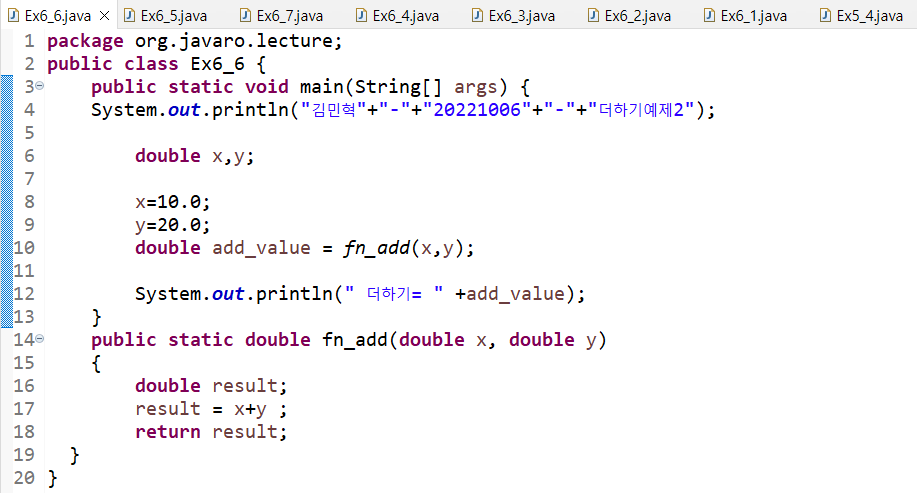 Ex6_6.java Ex6_5.java Ex6_7.java Ex6_4.java Ex6_3.java Ex6_2.java Ex6_1.java Ex5_4.java
1 package org.javaro.lecture;
2 public class Ex6_6 {
3 public static void main(String[] args) {
4 System.out.println("김민혁"+"-"+"20221006"+"-"+"더하기예제2");
5
6 double x,y;
7
8 x=10.0;
9 y=20.0;
10 double add_value = fn_add(x,y);
11
12 System.out.println(" 더하기= " +add_value);
13 }
14 public static double fn_add(double x, double y)
15 {
16 double result;
17 result = x+y ;
18 return result;
19 }
20 }